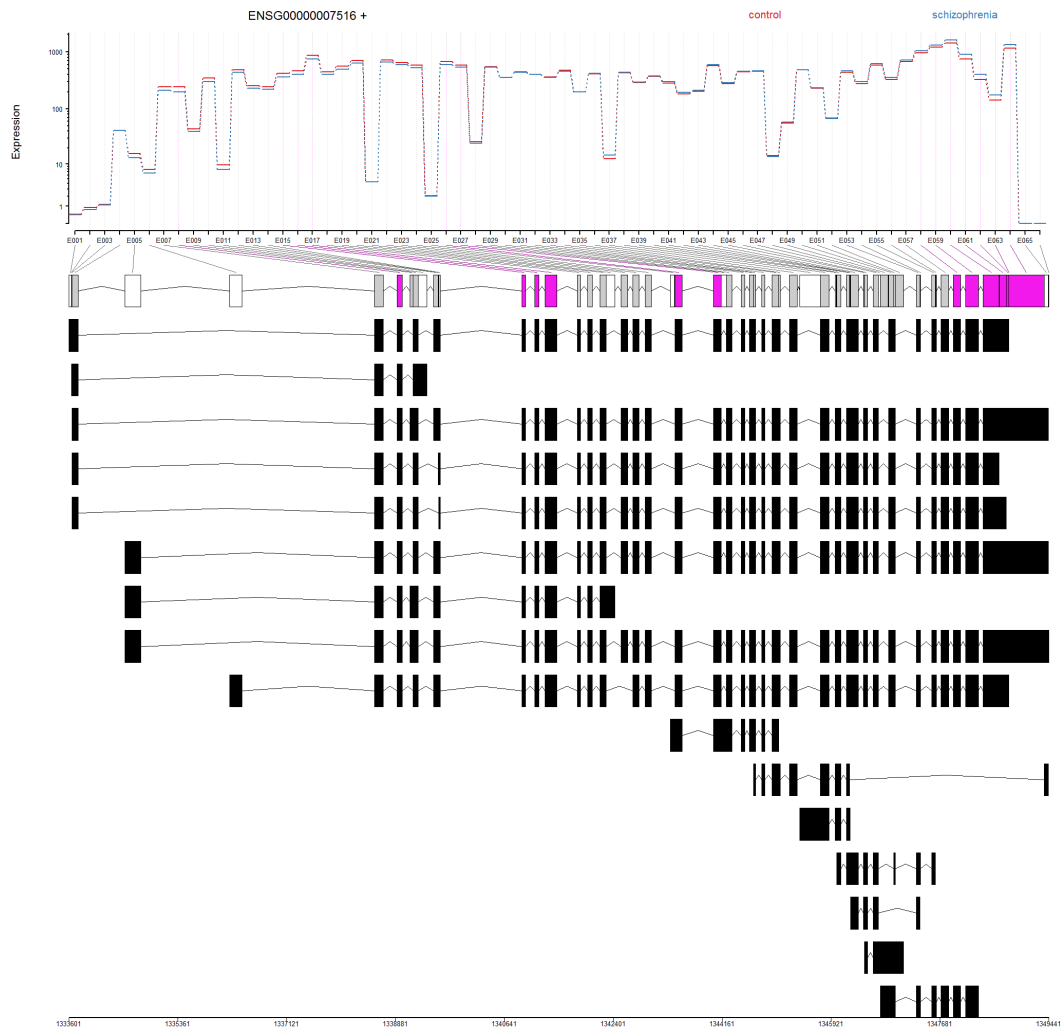 ENSG00000007516 + control schizophrenia
Expression
1000
100
10
1
E001 E003 E005 E007 E009 E011 E013 E015 E017 E019 E021 E023 E025 E027 E029 E031 E033 E035 E037 E039 E041 E043 E045 E047 E049 E051 E053 E055 E057 E059 E061 E063 E065
1333601 1335361 1337121 1338881 1340641 1342401 1344161 1345921 1347681 1349441